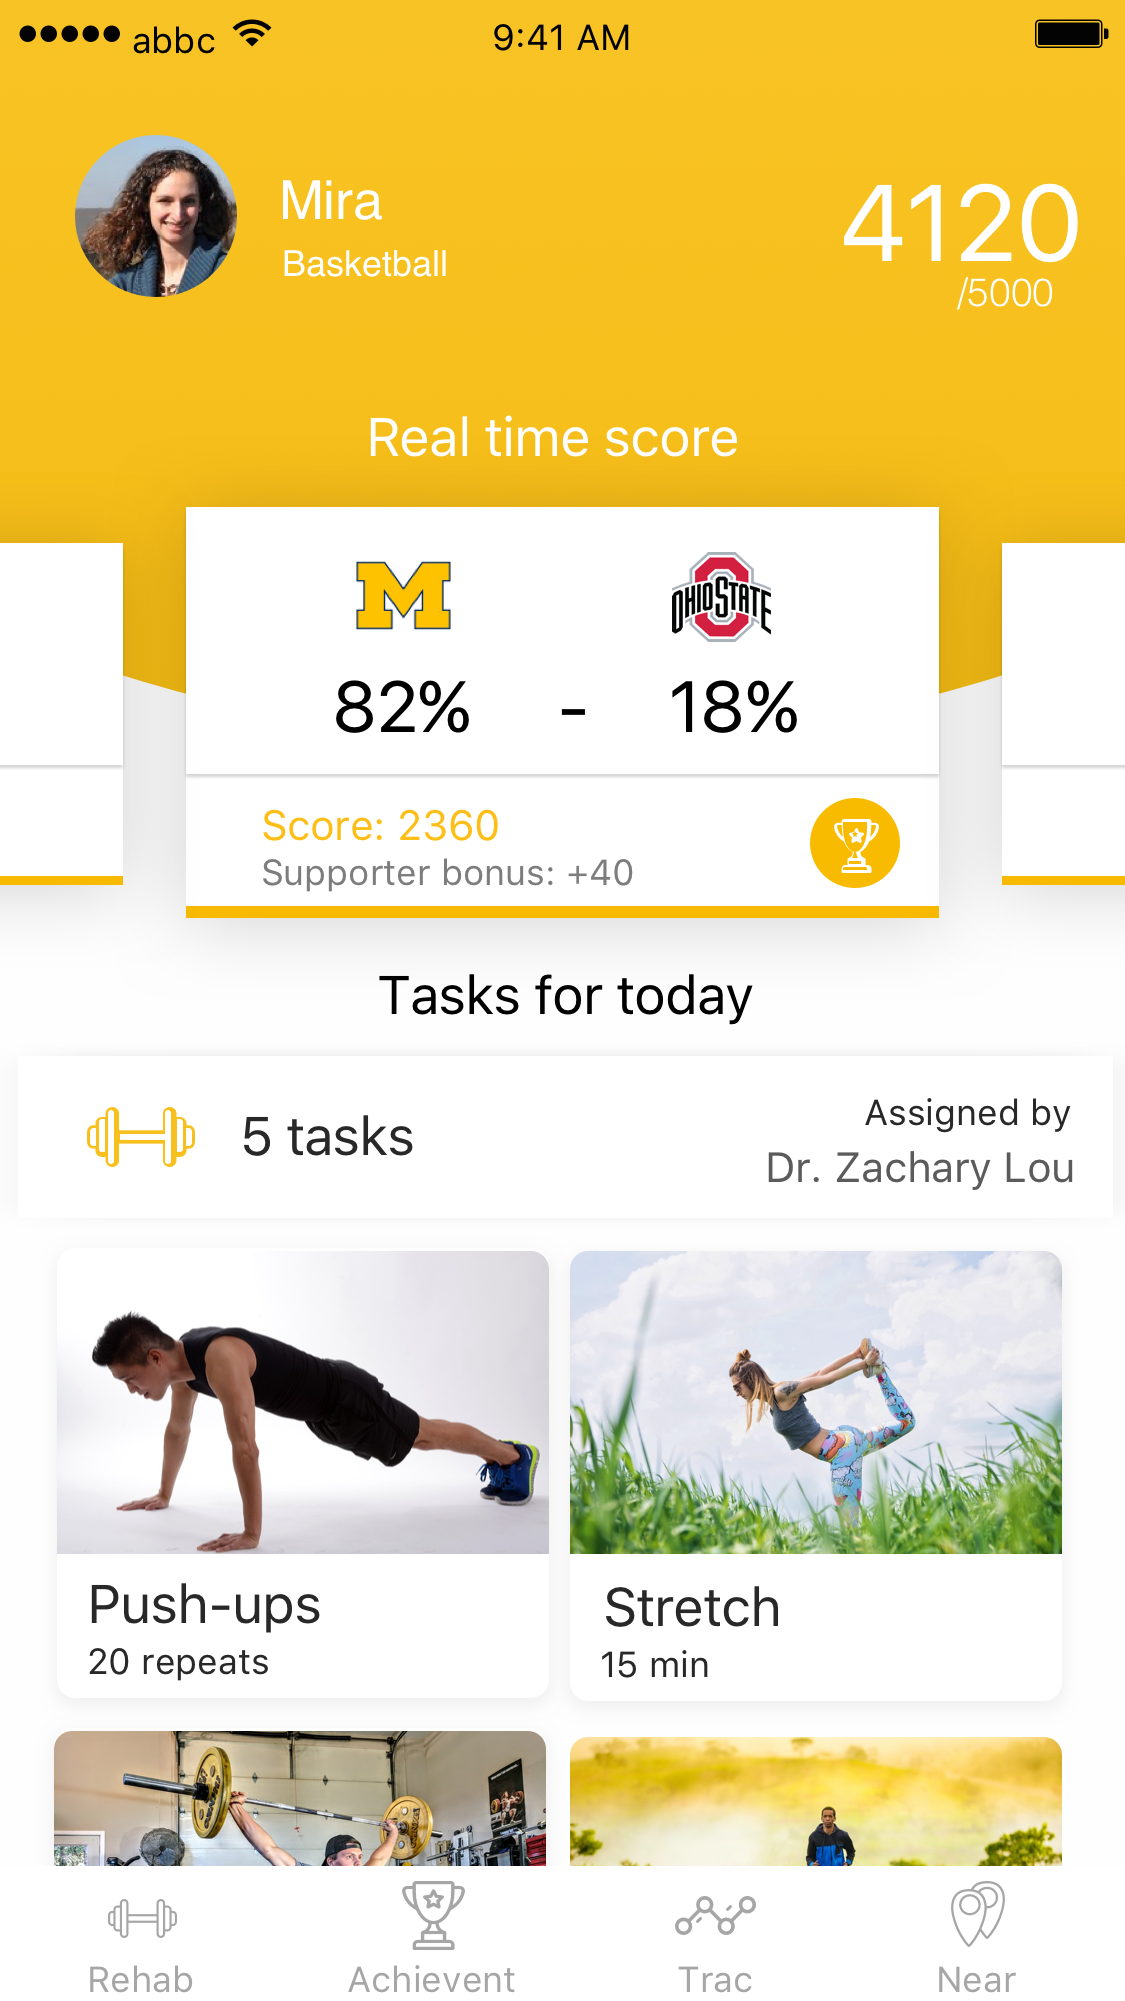 abbc
9:41 AM
Mira
Basketball
4120
/5000
Real time score
M
OHIO STATE
82% - 18%
Score: 2360
Supporter bonus: +40
Tasks for today
5 tasks
Assigned by
Dr. Zachary Lou
Push-ups
20 repeats
Stretch
15 min
Rehab
Achievent
Trac
Near